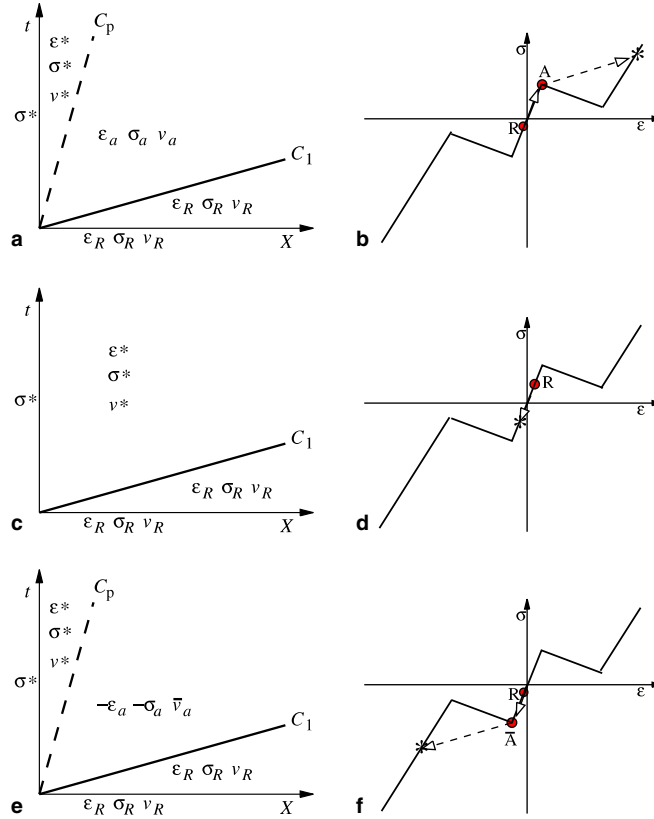 t
C_p
ε*
σ*
v*
σ*
ε_a σ_a v_a
C_1
ε_R σ_R v_R
a
ε_R σ_R v_R
X
σ
A
R
ε
*
b
t
ε*
σ*
σ*
v*
C_1
ε_R σ_R v_R
c
ε_R σ_R v_R
X
σ
R
ε
*
d
t
C_p
ε*
σ*
v*
σ*
−ε_a −σ_a v̄_a
C_1
ε_R σ_R v_R
e
ε_R σ_R v_R
X
σ
R
ε
Ā
*
f